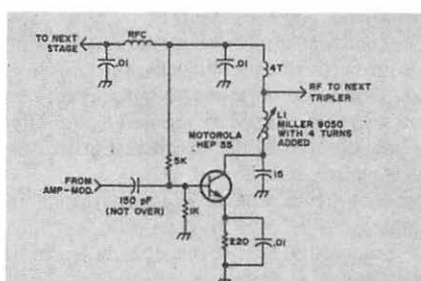 TO NEXT
STAGE
RFC
.01
.01
4T
RF TO NEXT
TRIPLER
L1
MILLER 9050
WITH 4 TURNS
ADDED
MOTOROLA
HEP 55
5K
15
FROM
AMP-MOD.
150 pF
(NOT OVER)
1K
220
.01